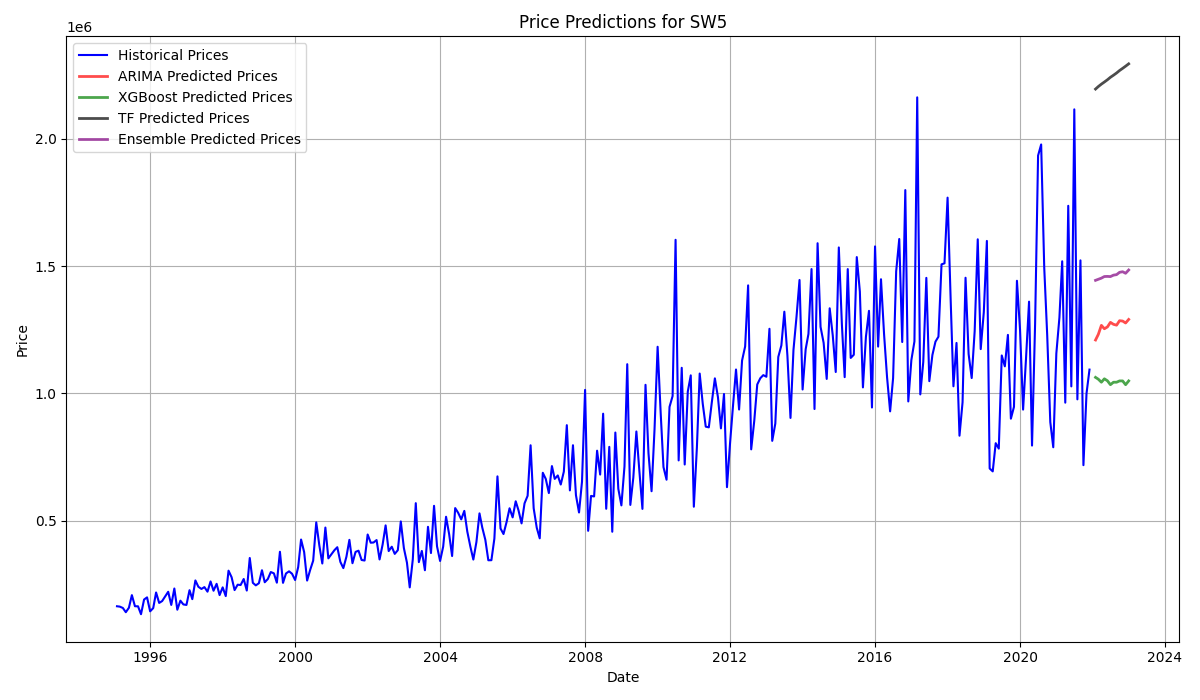 Price Predictions for SW5
1e6
Historical Prices
ARIMA Predicted Prices
XGBoost Predicted Prices
TF Predicted Prices
Ensemble Predicted Prices
2.0
1.5
1.0
0.5
Price
1996 2000 2004 2008 2012 2016 2020 2024
Date